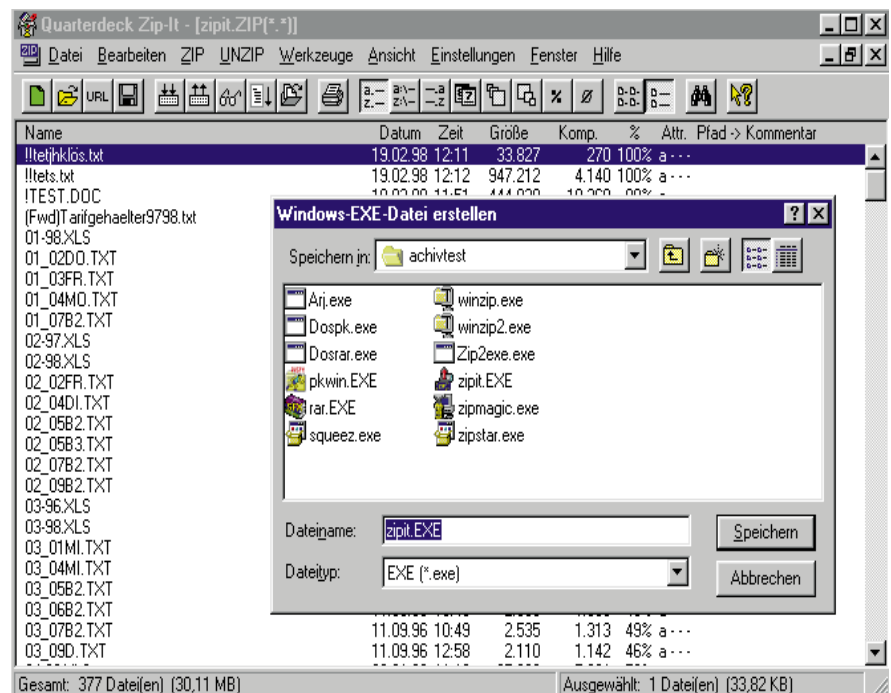 Quarterdeck Zip-It - [zipit.ZIP(*.*)]
Datei Bearbeiten ZIP UNZIP Werkzeuge Ansicht Einstellungen Fenster Hilfe
URL
Name Datum Zeit Größe Komp. % Attr. Pfad -> Kommentar
!!tetjhklös.txt 19.02.98 12:11 33.827 270 100% a - - -
!!tets.txt 19.02.98 12:12 947.212 4.140 100% a - - -
!TEST.DOC
(Fwd)Tarifgehaelter9798.txt
01-98.XLS
01_02DO.TXT
01_03FR.TXT
01_04MO.TXT
01_07B2.TXT
02-97.XLS
02-98.XLS
02_02FR.TXT
02_04DI.TXT
02_05B2.TXT
02_05B3.TXT
02_07B2.TXT
02_09B2.TXT
03-96.XLS
03-98.XLS
03_01MI.TXT
03_04MI.TXT
03_05B2.TXT
03_06B2.TXT
03_07B2.TXT 11.09.96 10:49 2.535 1.313 49% a - - -
03_09D.TXT 11.09.96 12:58 2.110 1.142 46% a - - -
Windows-EXE-Datei erstellen
Speichern in: achivtest
Arj.exe winzip.exe
Dospk.exe winzip2.exe
Dosrar.exe Zip2exe.exe
pkwin.EXE zipit.EXE
rar.EXE zipmagic.exe
squeez.exe zipstar.exe
Dateiname: zipit.EXE Speichern
Dateityp: EXE (*.exe) Abbrechen
Gesamt: 377 Datei(en) (30,11 MB) Ausgewählt: 1 Datei(en) (33,82 KB)